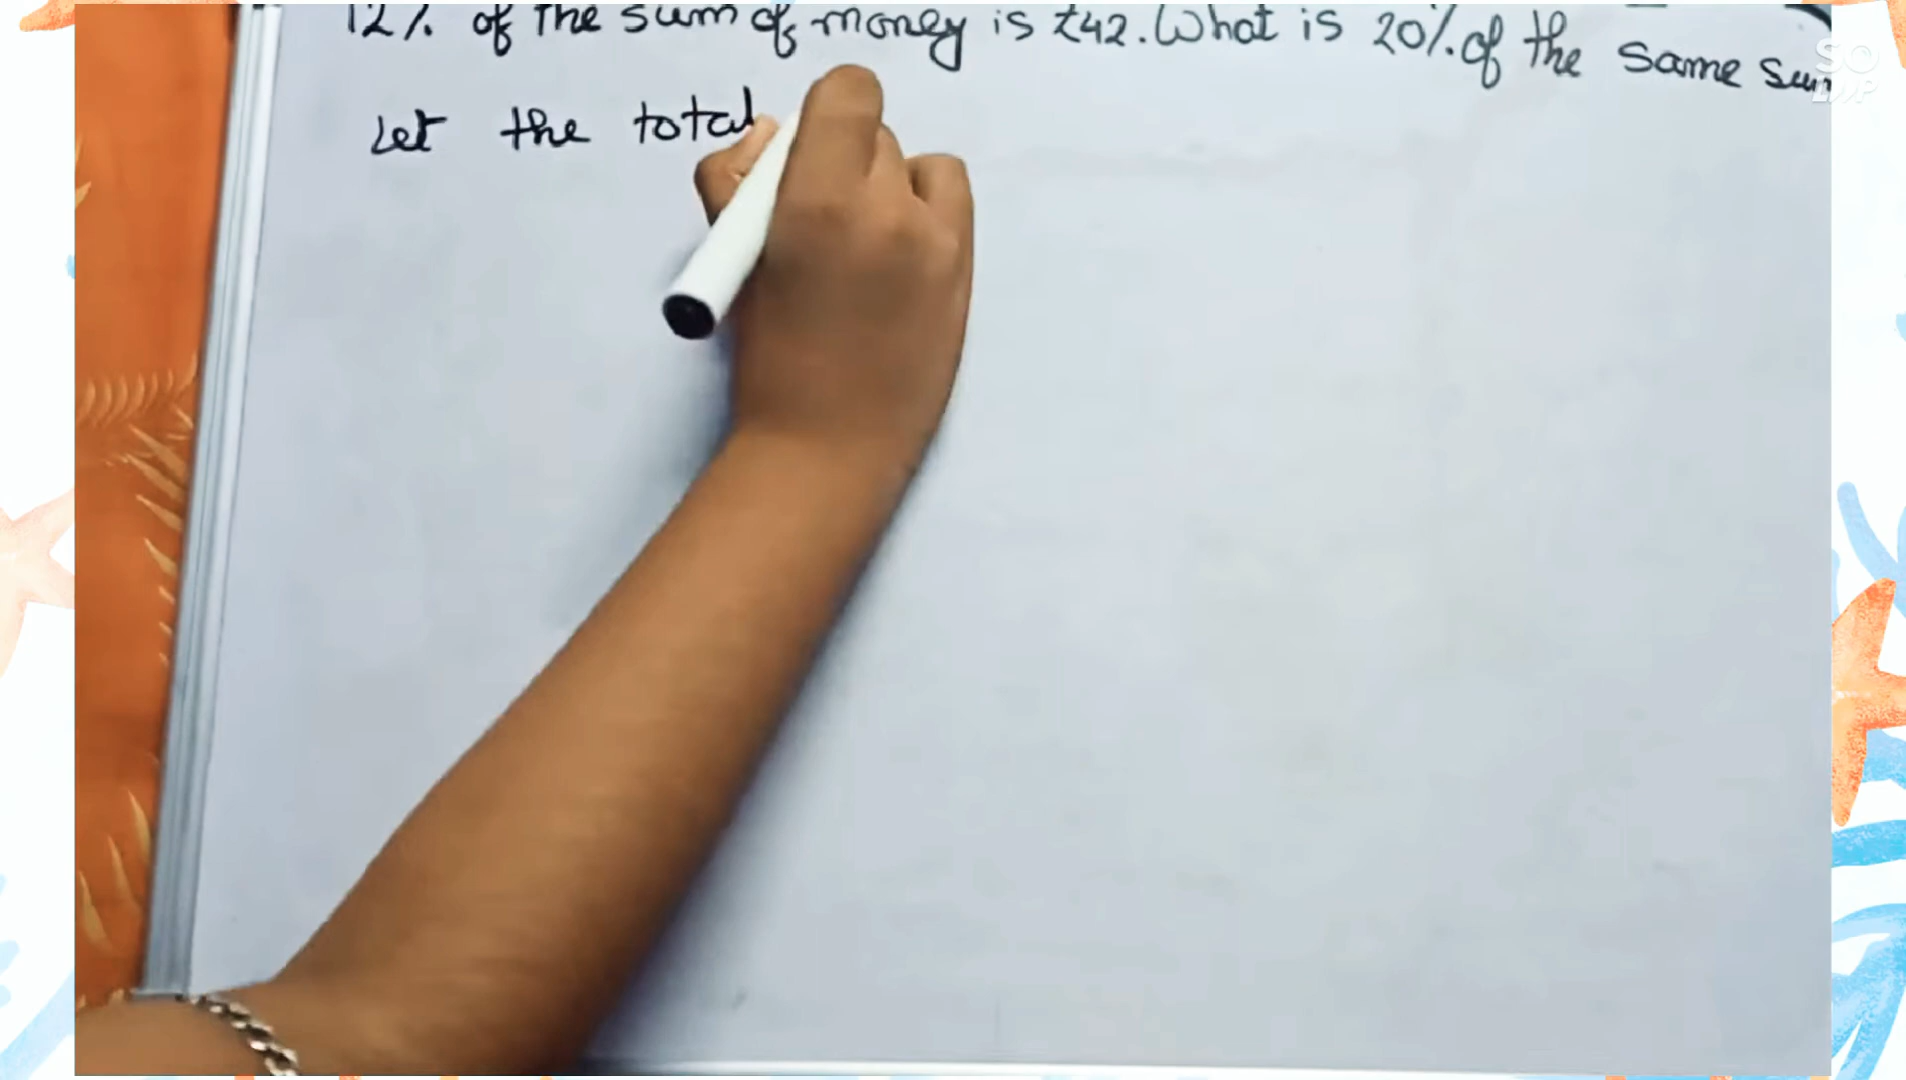 12% of the sum of money is ₹42. What is 20% of the same sum
Let the total